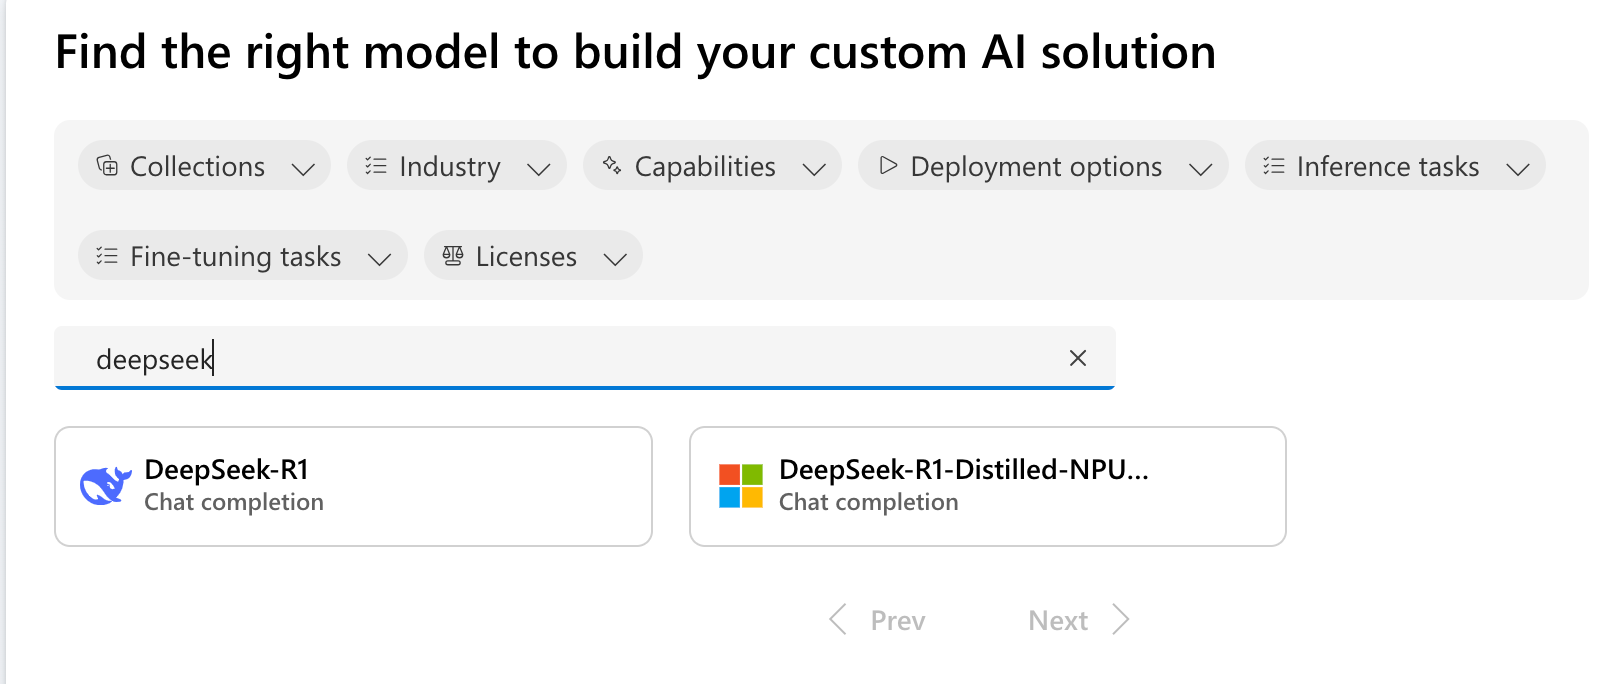 Find the right model to build your custom AI solution
Collections Industry Capabilities Deployment options Inference tasks
Fine-tuning tasks Licenses
deepseek
DeepSeek-R1
Chat completion
DeepSeek-R1-Distilled-NPU...
Chat completion
Prev Next